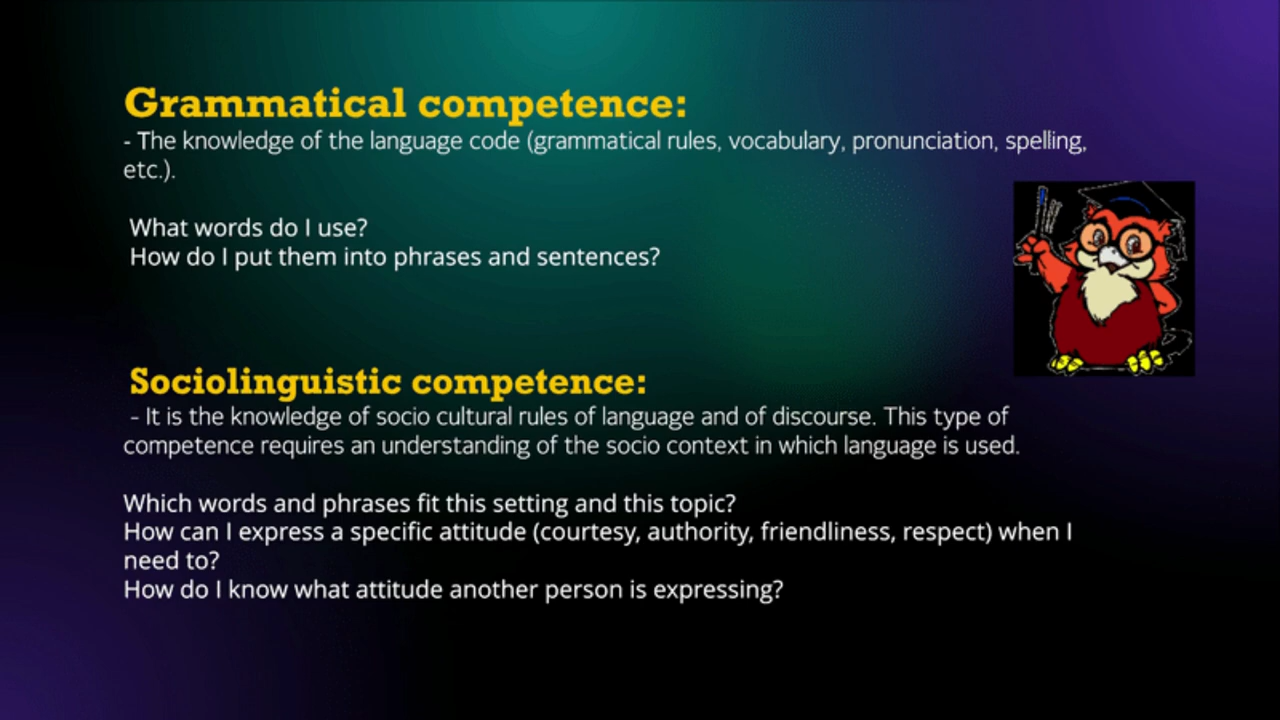 Grammatical competence:
- The knowledge of the language code (grammatical rules, vocabulary, pronunciation, spelling,
etc.).
What words do I use?
How do I put them into phrases and sentences?
Sociolinguistic competence:
- It is the knowledge of socio cultural rules of language and of discourse. This type of
competence requires an understanding of the socio context in which language is used.
Which words and phrases fit this setting and this topic?
How can I express a specific attitude (courtesy, authority, friendliness, respect) when I
need to?
How do I know what attitude another person is expressing?